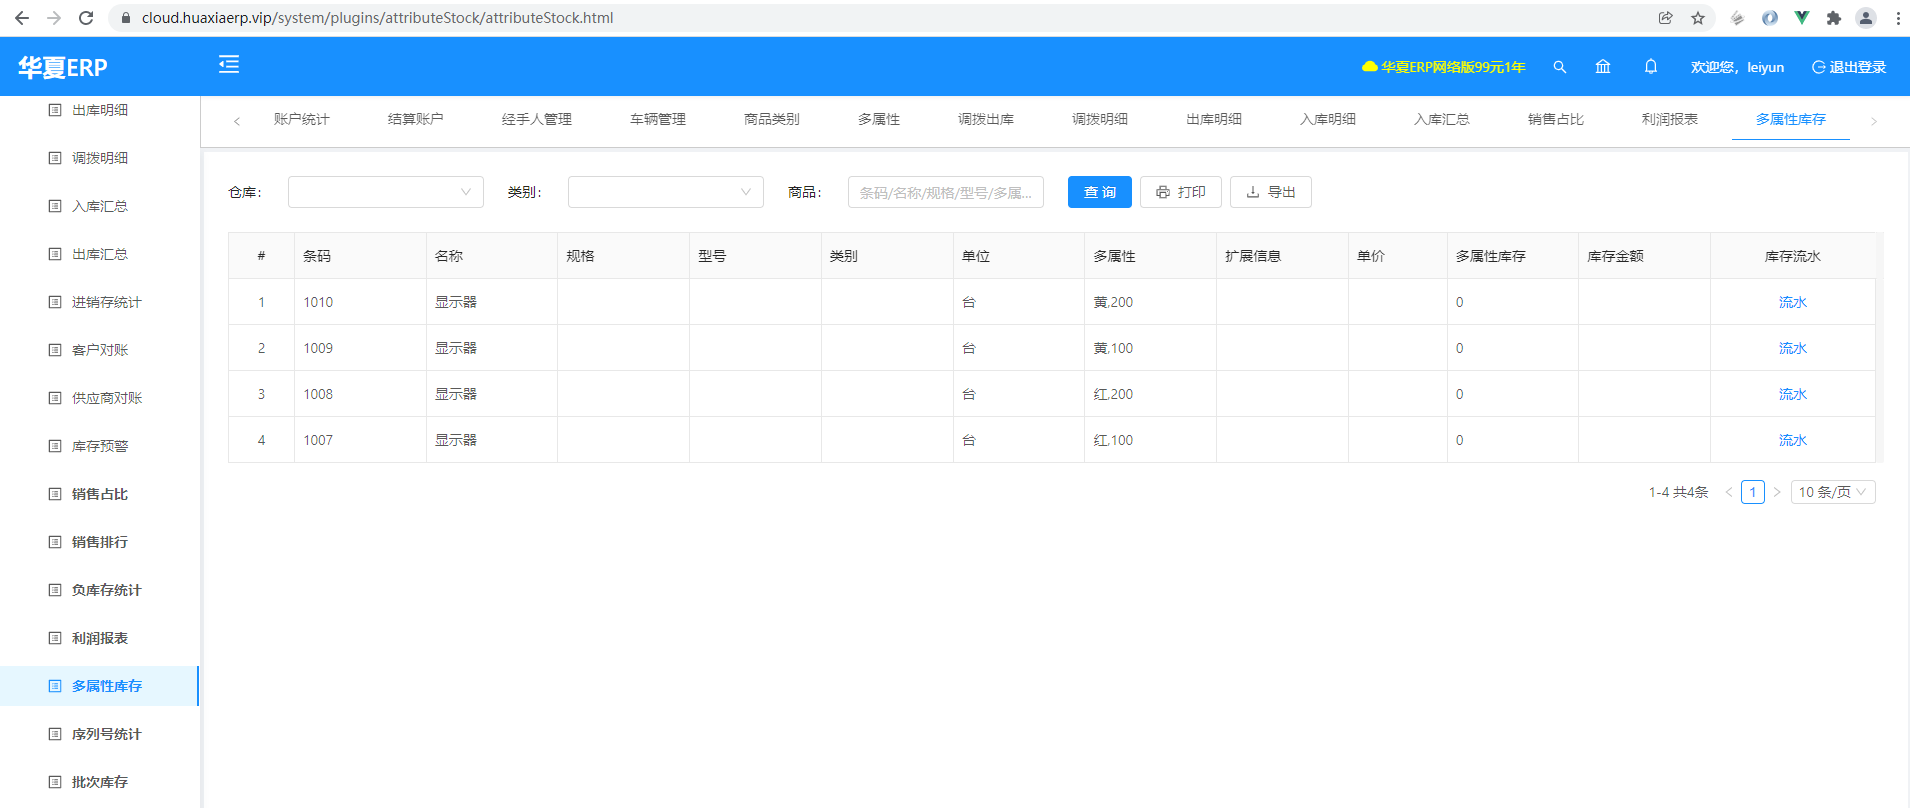 cloud.huaxiaerp.vip/system/plugins/attributeStock/attributeStock.html
华夏ERP
华夏ERP网络版99元1年
欢迎您，leiyun
退出登录
出库明细
调拨明细
入库汇总
出库汇总
进销存统计
客户对账
供应商对账
库存预警
销售占比
销售排行
负库存统计
利润报表
多属性库存
序列号统计
批次库存
账户统计 结算账户 经手人管理 车辆管理 商品类别 多属性 调拨出库 调拨明细 出库明细 入库明细 入库汇总 销售占比 利润报表 多属性库存
仓库： 类别： 商品： 条码/名称/规格/型号/多属... 查 询 打印 导出
# 条码 名称 规格 型号 类别 单位 多属性 扩展信息 单价 多属性库存 库存金额 库存流水
1 1010 显示器 台 黄,200 0 流水
2 1009 显示器 台 黄,100 0 流水
3 1008 显示器 台 红,200 0 流水
4 1007 显示器 台 红,100 0 流水
1-4 共4条 < 1 > 10 条/页